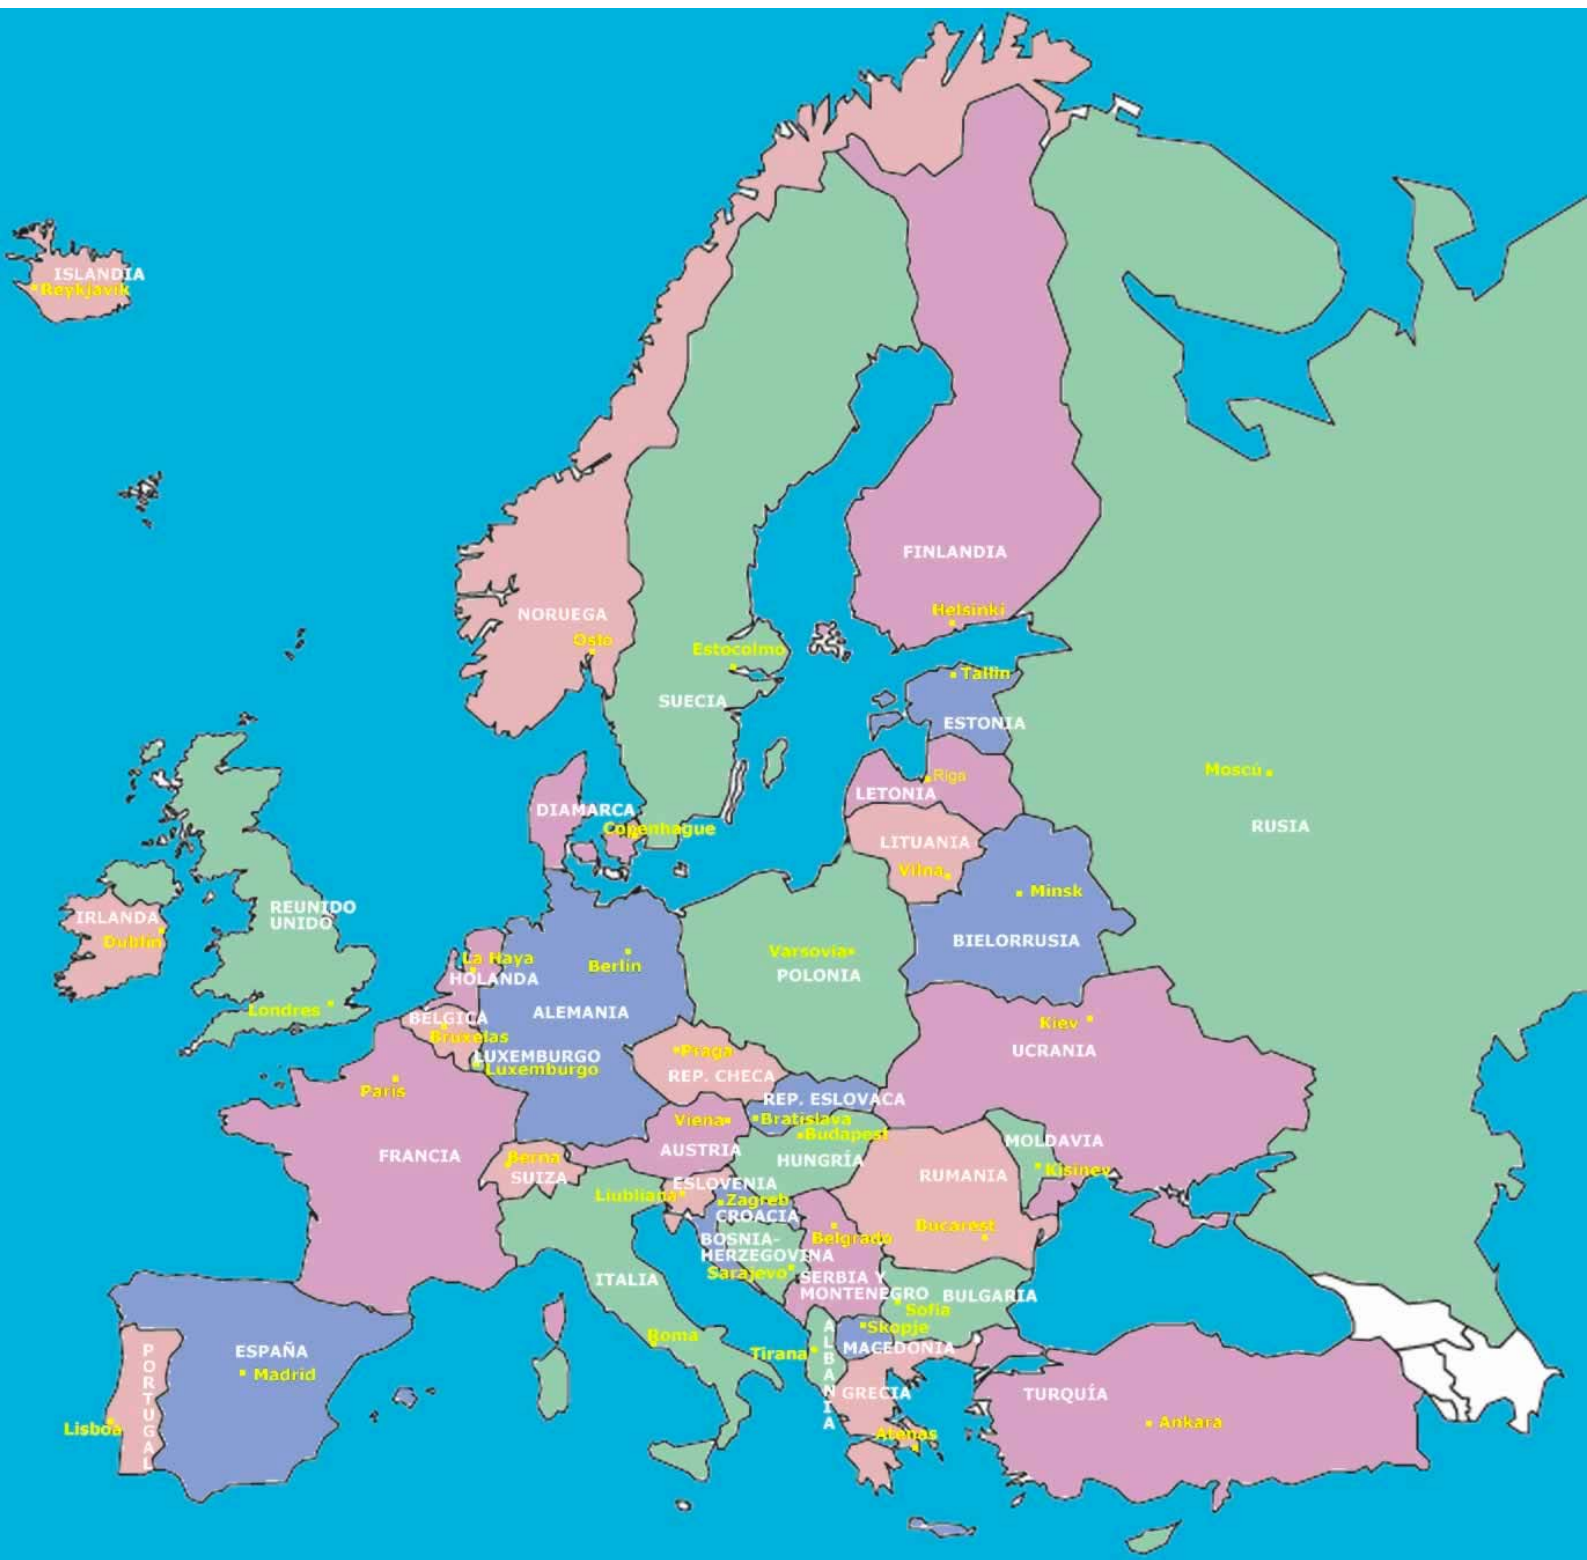 ISLANDIA
Reykjavik
FINLANDIA
Helsinki
NORUEGA
Oslo
Estocolmo
SUECIA
Tallin
ESTONIA
Riga
LETONIA
Moscú
RUSIA
DIAMARCA
Copenhague
LITUANIA
Vilna
Minsk
BIELORRUSIA
IRLANDA
Dublin
REUNIDO
UNIDO
Londres
La Haya
HOLANDA
Berlin
ALEMANIA
Varsovia
POLONIA
BÉLGICA
Bruxelas
LUXEMBURGO
Luxemburgo
Kiev
UCRANIA
Praga
REP. CHECA
Paris
FRANCIA
REP. ESLOVACA
Bratislava
Viena
AUSTRIA
Budapest
HUNGRÍA
MOLDAVIA
Kisinev
RUMANIA
Bucarest
Berna
SUIZA
ESLOVENIA
Liubliana
Zagreb
CROACIA
BOSNIA-
HERZEGOVINA
Sarajevo
Belgrado
SERBIA Y
MONTENEGRO
BULGARIA
Sofia
ITALIA
Roma
Skopje
MACEDONIA
Tirana
ALBANIA
GRECIA
Atenas
TURQUÍA
Ankara
ESPAÑA
Madrid
PORTUGAL
Lisboa